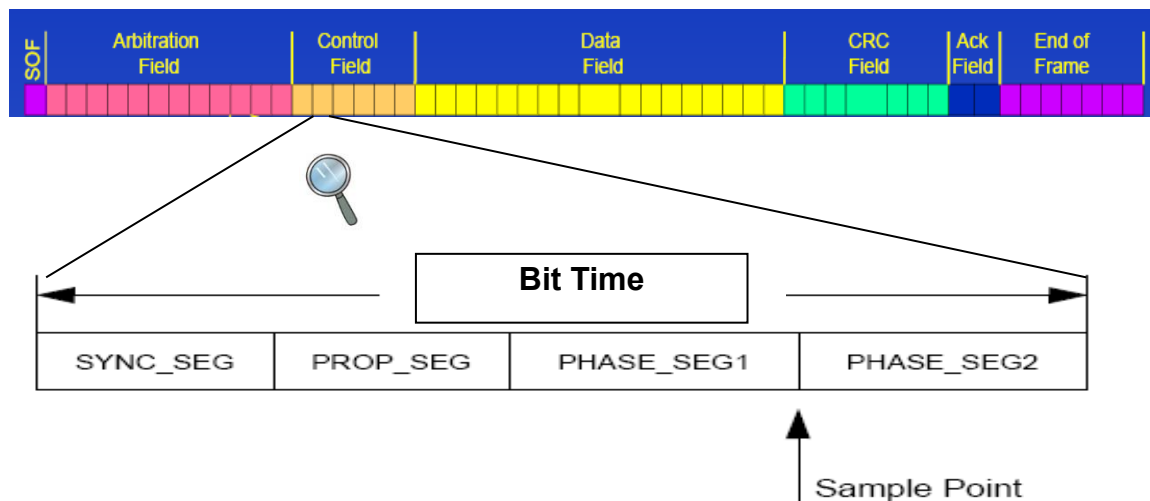 SOF
Arbitration
Field
Control
Field
Data
Field
CRC
Field
Ack
Field
End of
Frame
Bit Time
SYNC_SEG
PROP_SEG
PHASE_SEG1
PHASE_SEG2
Sample Point